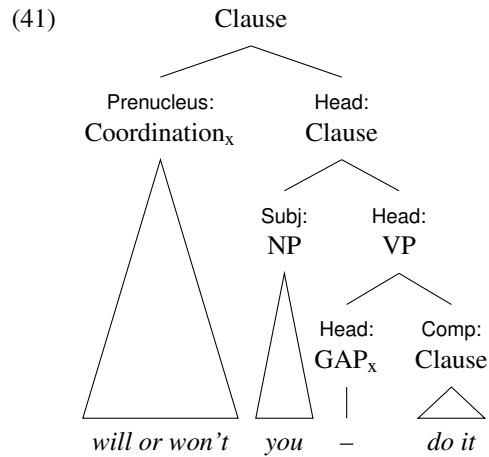 (41) Clause
Prenucleus: Head:
Coordinationₓ Clause
Subj: Head:
NP VP
Head: Comp:
GAPₓ Clause
will or won't you – do it